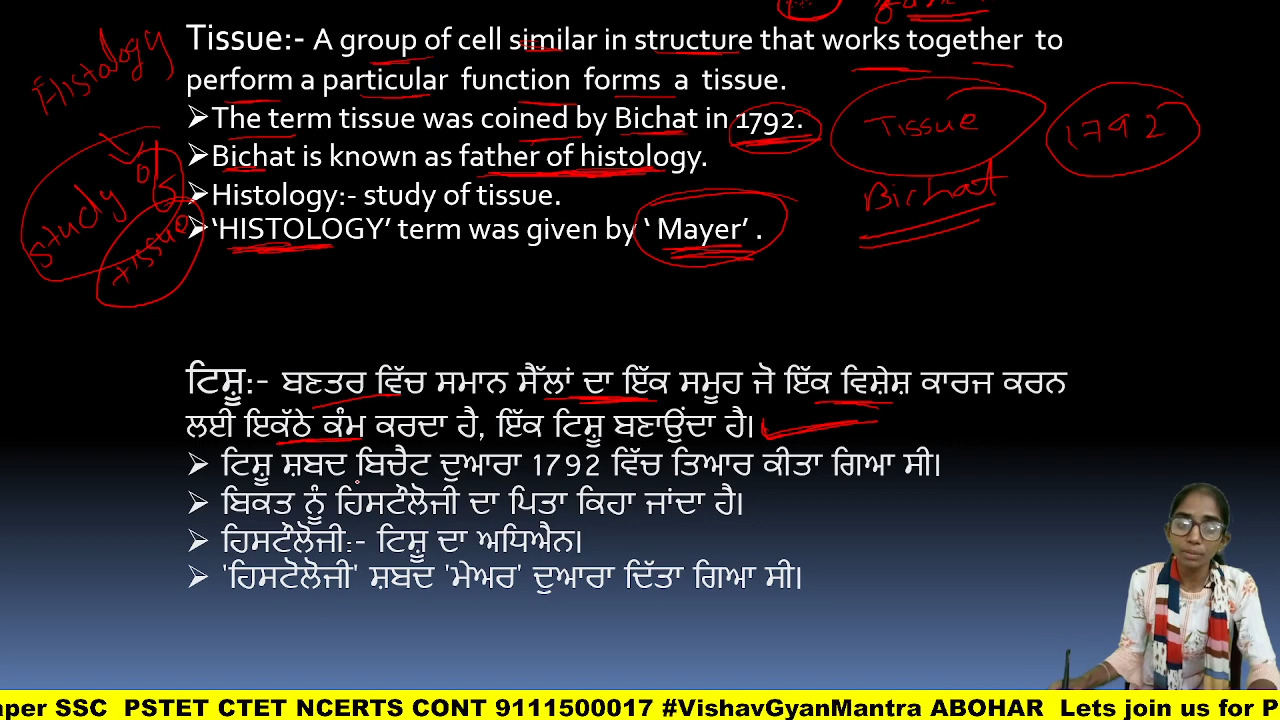 Tissue:- A group of cell similar in structure that works together to
perform a particular function forms a tissue.
➢The term tissue was coined by Bichat in 1792.
➢Bichat is known as father of histology.
➢Histology:- study of tissue.
➢‘HISTOLOGY’ term was given by ‘ Mayer’ .
Histology
Study of
tissue
Tissue
1792
Bichat
ਟਿਸ਼ੂ:- ਬਣਤਰ ਵਿੱਚ ਸਮਾਨ ਸੈੱਲਾਂ ਦਾ ਇੱਕ ਸਮੂਹ ਜੋ ਇੱਕ ਵਿਸ਼ੇਸ਼ ਕਾਰਜ ਕਰਨ
ਲਈ ਇਕੱਠੇ ਕੰਮ ਕਰਦਾ ਹੈ, ਇੱਕ ਟਿਸ਼ੂ ਬਣਾਉਂਦਾ ਹੈ।
➢ ਟਿਸ਼ੂ ਸ਼ਬਦ ਬਿਚੈਟ ਦੁਆਰਾ 1792 ਵਿੱਚ ਤਿਆਰ ਕੀਤਾ ਗਿਆ ਸੀ।
➢ ਬਿਕਤ ਨੂੰ ਹਿਸਟੌਲੋਜੀ ਦਾ ਪਿਤਾ ਕਿਹਾ ਜਾਂਦਾ ਹੈ।
➢ ਹਿਸਟੌਲੋਜੀ:- ਟਿਸ਼ੂ ਦਾ ਅਧਿਐਨ।
➢ 'ਹਿਸਟੋਲੋਜੀ' ਸ਼ਬਦ 'ਮੇਅਰ' ਦੁਆਰਾ ਦਿੱਤਾ ਗਿਆ ਸੀ।
aper SSC PSTET CTET NCERTS CONT 9111500017 #VishavGyanMantra ABOHAR Lets join us for P